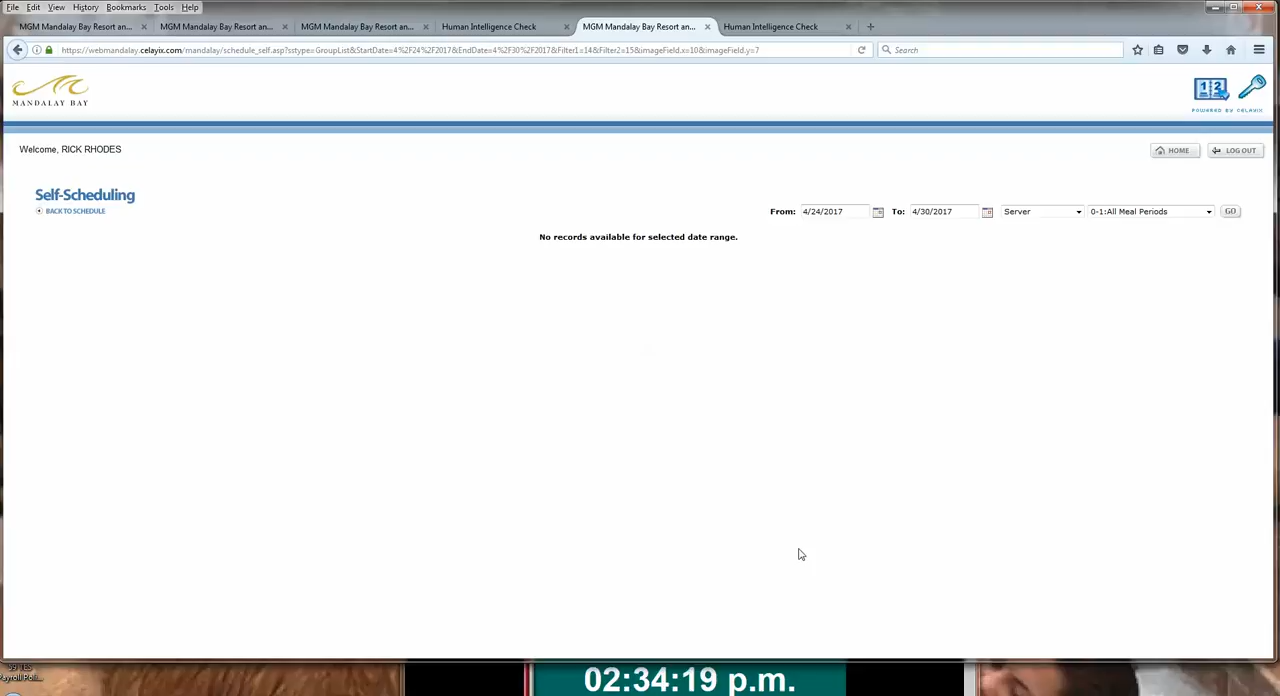 File Edit View History Bookmarks Tools Help
MGM Mandalay Bay Resort an... MGM Mandalay Bay Resort an... MGM Mandalay Bay Resort an... Human Intelligence Check MGM Mandalay Bay Resort an... Human Intelligence Check
https://webmandalay.celayix.com/mandalay/schedule_self.asp?sstype=GroupList&StartDate=4%2F24%2F2017&EndDate=4%2F30%2F2017&Filter1=14&Filter2=15&imageField.x=10&imageField.y=7 Search
MANDALAY BAY
12
POWERED BY CELAYIX
Welcome, RICK RHODES
HOME LOG OUT
Self-Scheduling
BACK TO SCHEDULE
From: 4/24/2017 To: 4/30/2017 Server 0-1:All Meal Periods GO
No records available for selected date range.
02:34:19 p.m.